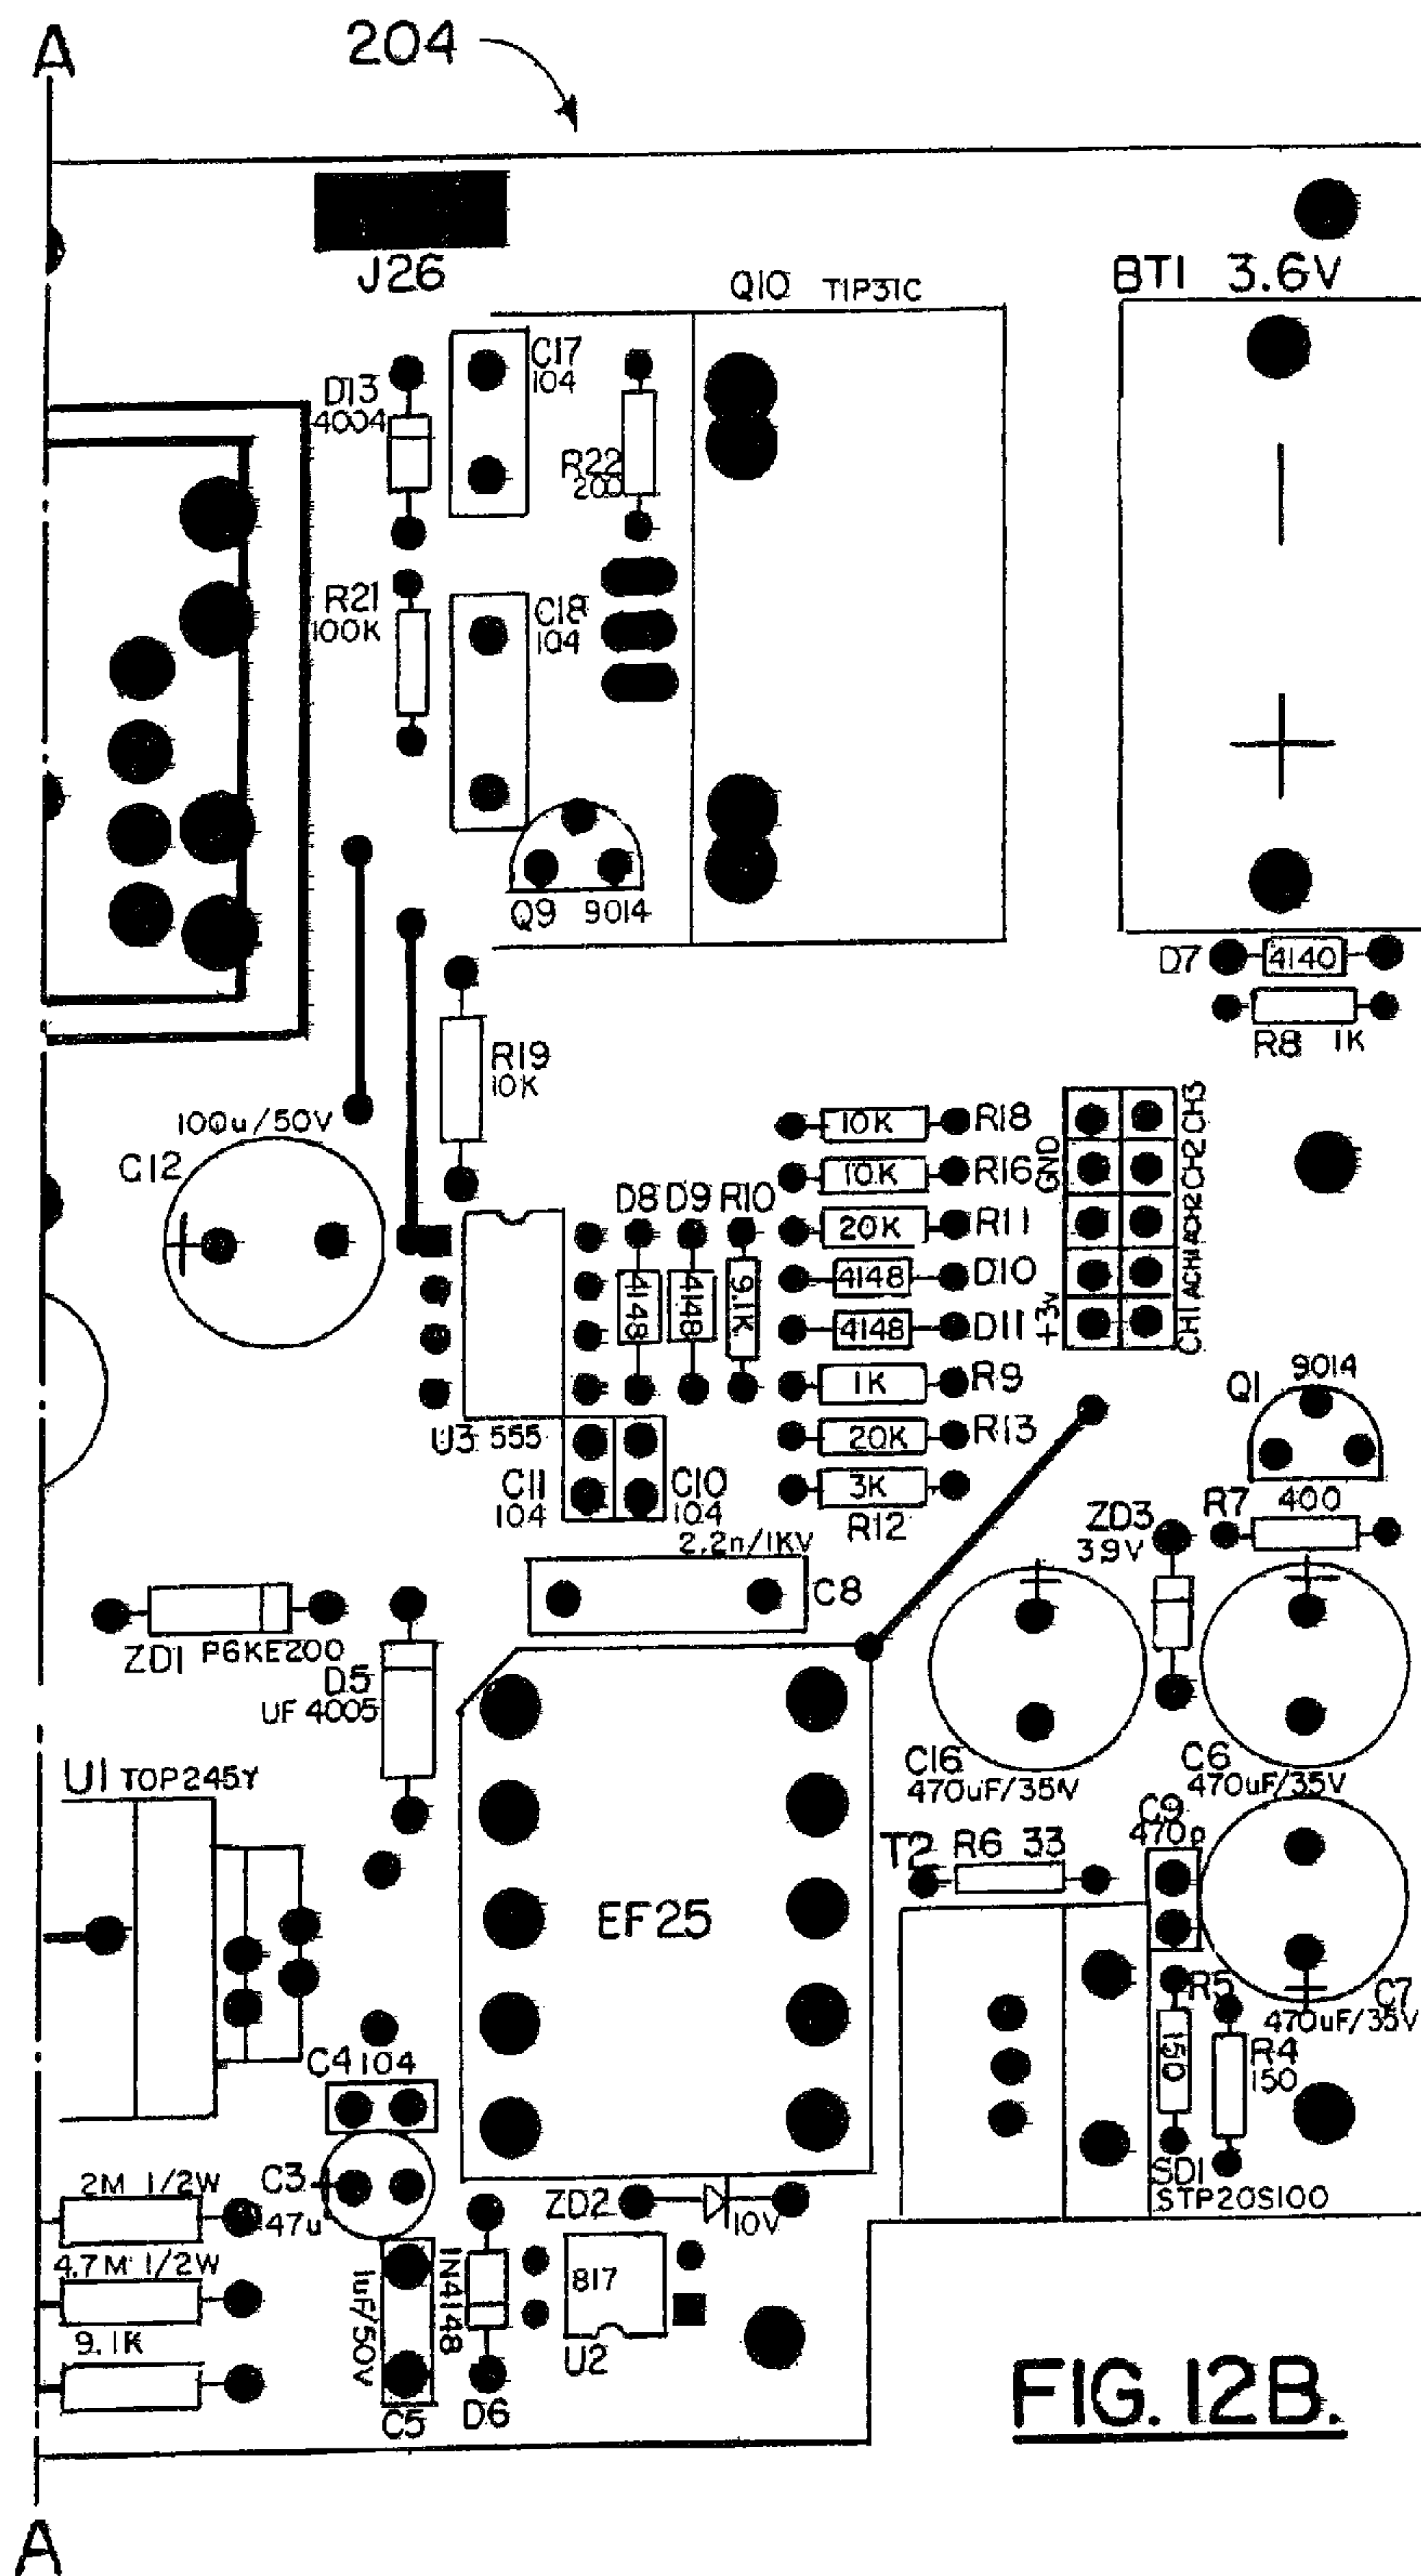 A
204
J26
BT1 3.6V
Q10 TIP31C
C17
104
D13
4004
R22
200
R21
100K
C18
104
Q9 9014
D7 4140
R8 1K
R19
10K
100u/50V
C12
10K R18
10K R16
20K R11
4148 D10
4148 D11
1K R9
20K R13
3K
R12
D8 D9 R10
4148
4148
9.1K
CH3
GND
CH2
ACH2
ACH1
+3v
CH1
U3 555
C11
104
C10
104
Q1 9014
R7 400
ZD3
39V
2.2n/1KV
C8
ZD1 P6KE200
D5
UF 4005
U1 TOP245Y
C16
470uF/35V
C6
470uF/35V
C9
470p
T2 R6 33
EF25
R5
150
C7
470uF/35V
R4
150
C4 104
C3
47u
SD1
STP20S100
2M 1/2W
4.7M 1/2W
9.1K
ZD2
10V
1N4148
1uF/50V
817
U2
C5
D6
FIG. 12B.
A